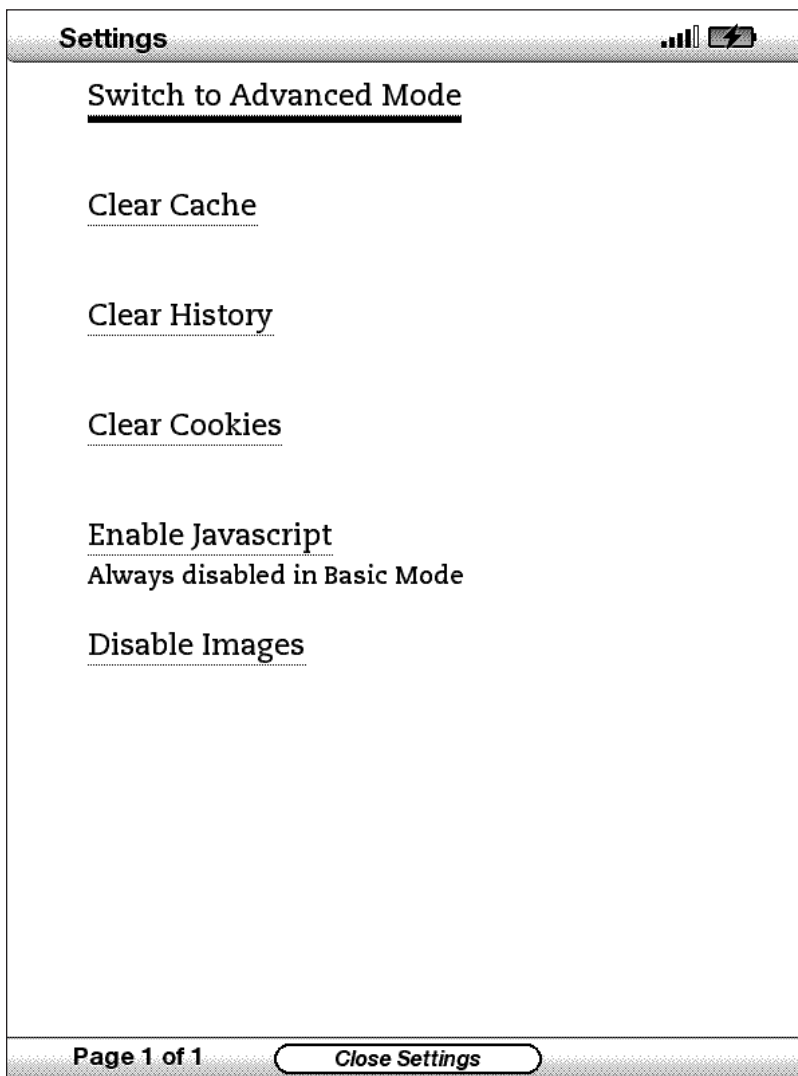 Settings
Switch to Advanced Mode
Clear Cache
Clear History
Clear Cookies
Enable Javascript
Always disabled in Basic Mode
Disable Images
Page 1 of 1 Close Settings